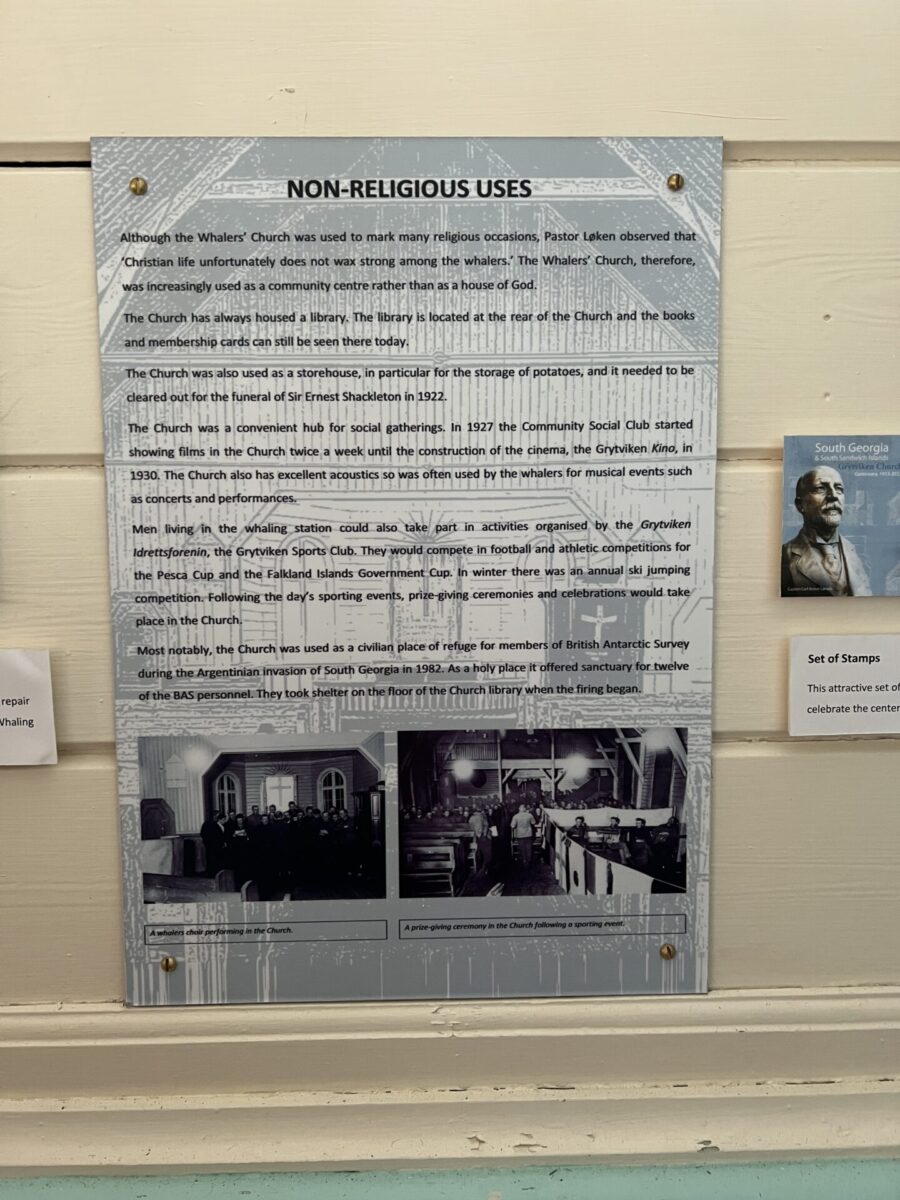 NON-RELIGIOUS USES
Although the Whalers' Church was used to mark many religious occasions, Pastor Løken observed that
'Christian life unfortunately does not wax strong among the whalers.' The Whalers' Church, therefore,
was increasingly used as a community centre rather than as a house of God.
The Church has always housed a library. The library is located at the rear of the Church and the books
and membership cards can still be seen there today.
The Church was also used as a storehouse, in particular for the storage of potatoes, and it needed to be
cleared out for the funeral of Sir Ernest Shackleton in 1922.
The Church was a convenient hub for social gatherings. In 1927 the Community Social Club started
showing films in the Church twice a week until the construction of the cinema, the Grytviken Kino, in
1930. The Church also has excellent acoustics so was often used by the whalers for musical events such
as concerts and performances.
Men living in the whaling station could also take part in activities organised by the Grytviken
Idrettsforenin, the Grytviken Sports Club. They would compete in football and athletic competitions for
the Pesca Cup and the Falkland Islands Government Cup. In winter there was an annual ski jumping
competition. Following the day's sporting events, prize-giving ceremonies and celebrations would take
place in the Church.
Most notably, the Church was used as a civilian place of refuge for members of British Antarctic Survey
during the Argentinian invasion of South Georgia in 1982. As a holy place it offered sanctuary for twelve
of the BAS personnel. They took shelter on the floor of the Church library when the firing began.
A whalers choir performing in the Church.
A prize-giving ceremony in the Church following a sporting event.
repair
Whaling
South Georgia
& South Sandwich Islands
Grytviken Church
Set of Stamps
This attractive set of
celebrate the center